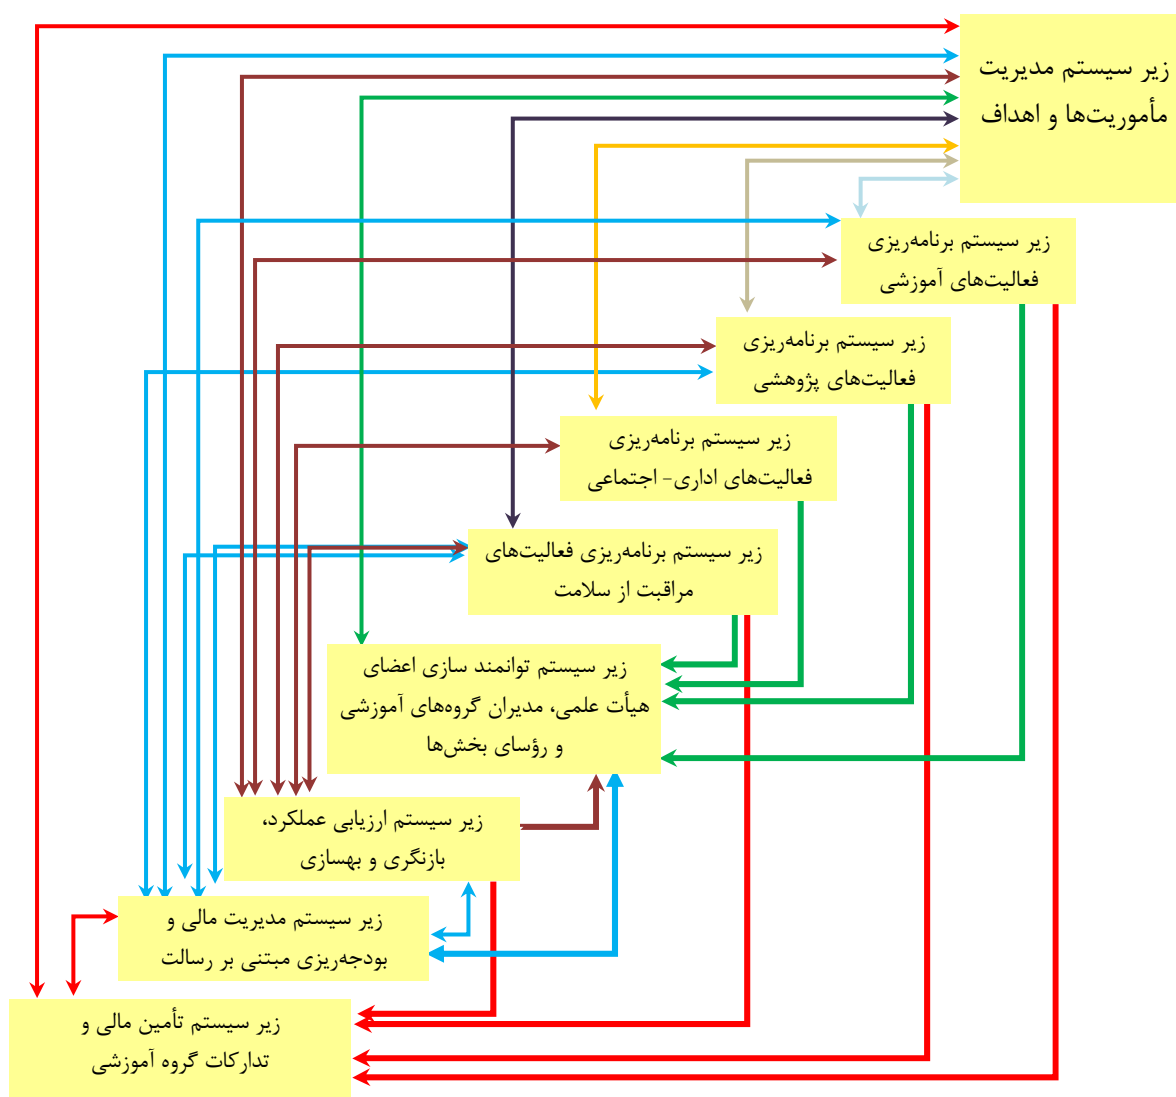 زیر سیستم مدیریت
مأموریت‌ها و اهداف
زیر سیستم برنامه‌ریزی
فعالیت‌های آموزشی
زیر سیستم برنامه‌ریزی
فعالیت‌های پژوهشی
زیر سیستم برنامه‌ریزی
فعالیت‌های اداری- اجتماعی
زیر سیستم برنامه‌ریزی فعالیت‌های
مراقبت از سلامت
زیر سیستم توانمند سازی اعضای
هیأت علمی، مدیران گروه‌های آموزشی
و رؤسای بخش‌ها
زیر سیستم ارزیابی عملکرد،
بازنگری و بهسازی
زیر سیستم مدیریت مالی و
بودجه‌ریزی مبتنی بر رسالت
زیر سیستم تأمین مالی و
تدارکات گروه آموزشی